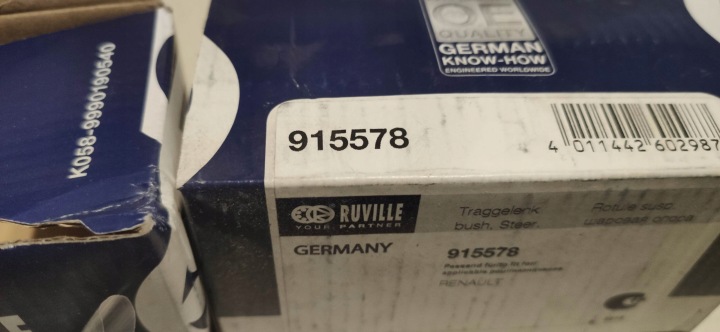 K058-9990190540
OE
QUALITY
GERMAN
KNOW-HOW
ENGINEERED WORLDWIDE
915578
4 011442 602987
RUVILLE
YOUR PARTNER
GERMANY
Traggelenk
bush, Steer.
Rotule susp.
шаровая опора
915578
RENAULT